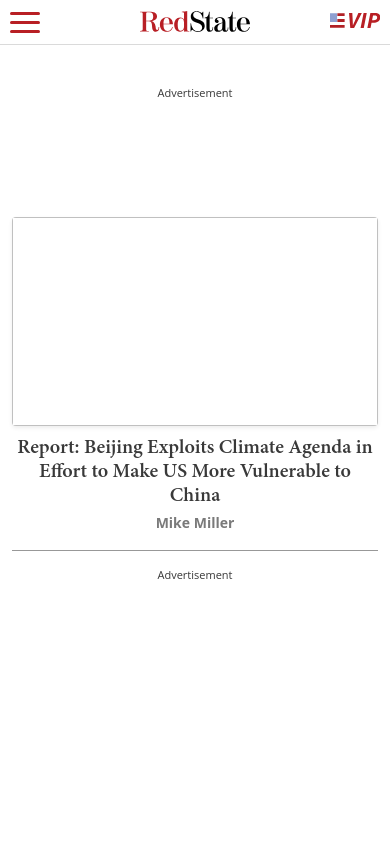 RedState
VIP
Advertisement
Report: Beijing Exploits Climate Agenda in
Effort to Make US More Vulnerable to
China
Mike Miller
Advertisement